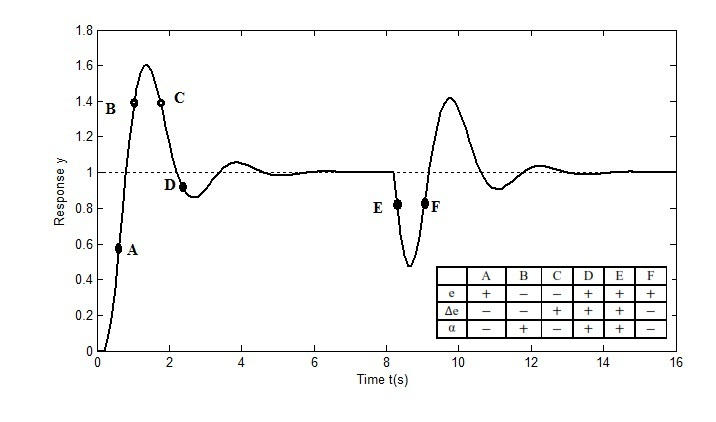 1.8
1.6
1.4
1.2
1
0.8
0.6
0.4
0.2
0
Response y
B
C
D
A
E
F
A B C D E F
e + − − + + +
Δe − − + + + −
α − + − + + −
0 2 4 6 8 10 12 14 16
Time t(s)